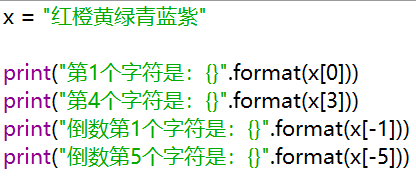 x = "红橙黄绿青蓝紫"
print("第1个字符是：{}".format(x[0]))
print("第4个字符是：{}".format(x[3]))
print("倒数第1个字符是：{}".format(x[-1]))
print("倒数第5个字符是：{}".format(x[-5]))